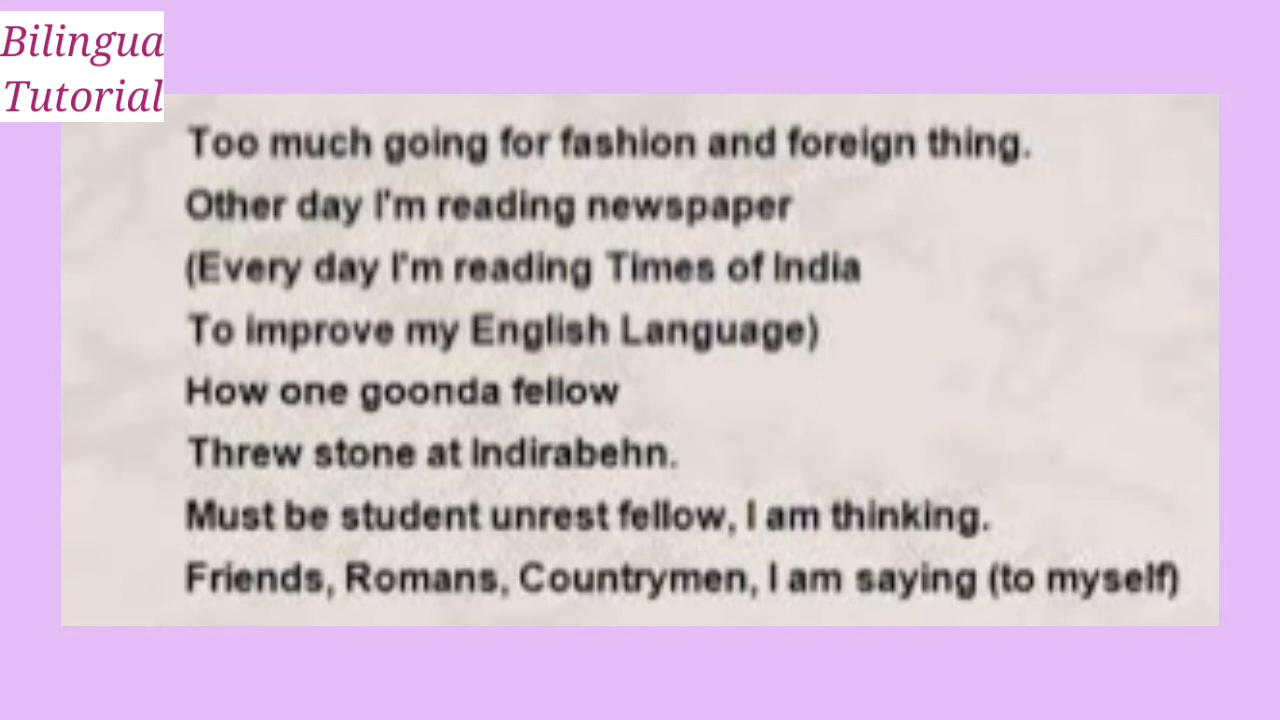 Bilingua
Tutorial
Too much going for fashion and foreign thing.
Other day I'm reading newspaper
(Every day I'm reading Times of India
To improve my English Language)
How one goonda fellow
Threw stone at Indirabehn.
Must be student unrest fellow, I am thinking.
Friends, Romans, Countrymen, I am saying (to myself)